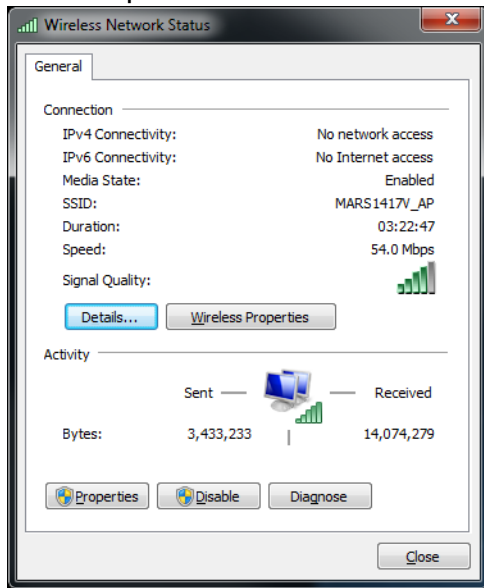 Wireless Network Status
General
Connection
IPv4 Connectivity: No network access
IPv6 Connectivity: No Internet access
Media State: Enabled
SSID: MARS1417V_AP
Duration: 03:22:47
Speed: 54.0 Mbps
Signal Quality:
Details... Wireless Properties
Activity
Sent Received
Bytes: 3,433,233 14,074,279
Properties Disable Diagnose
Close